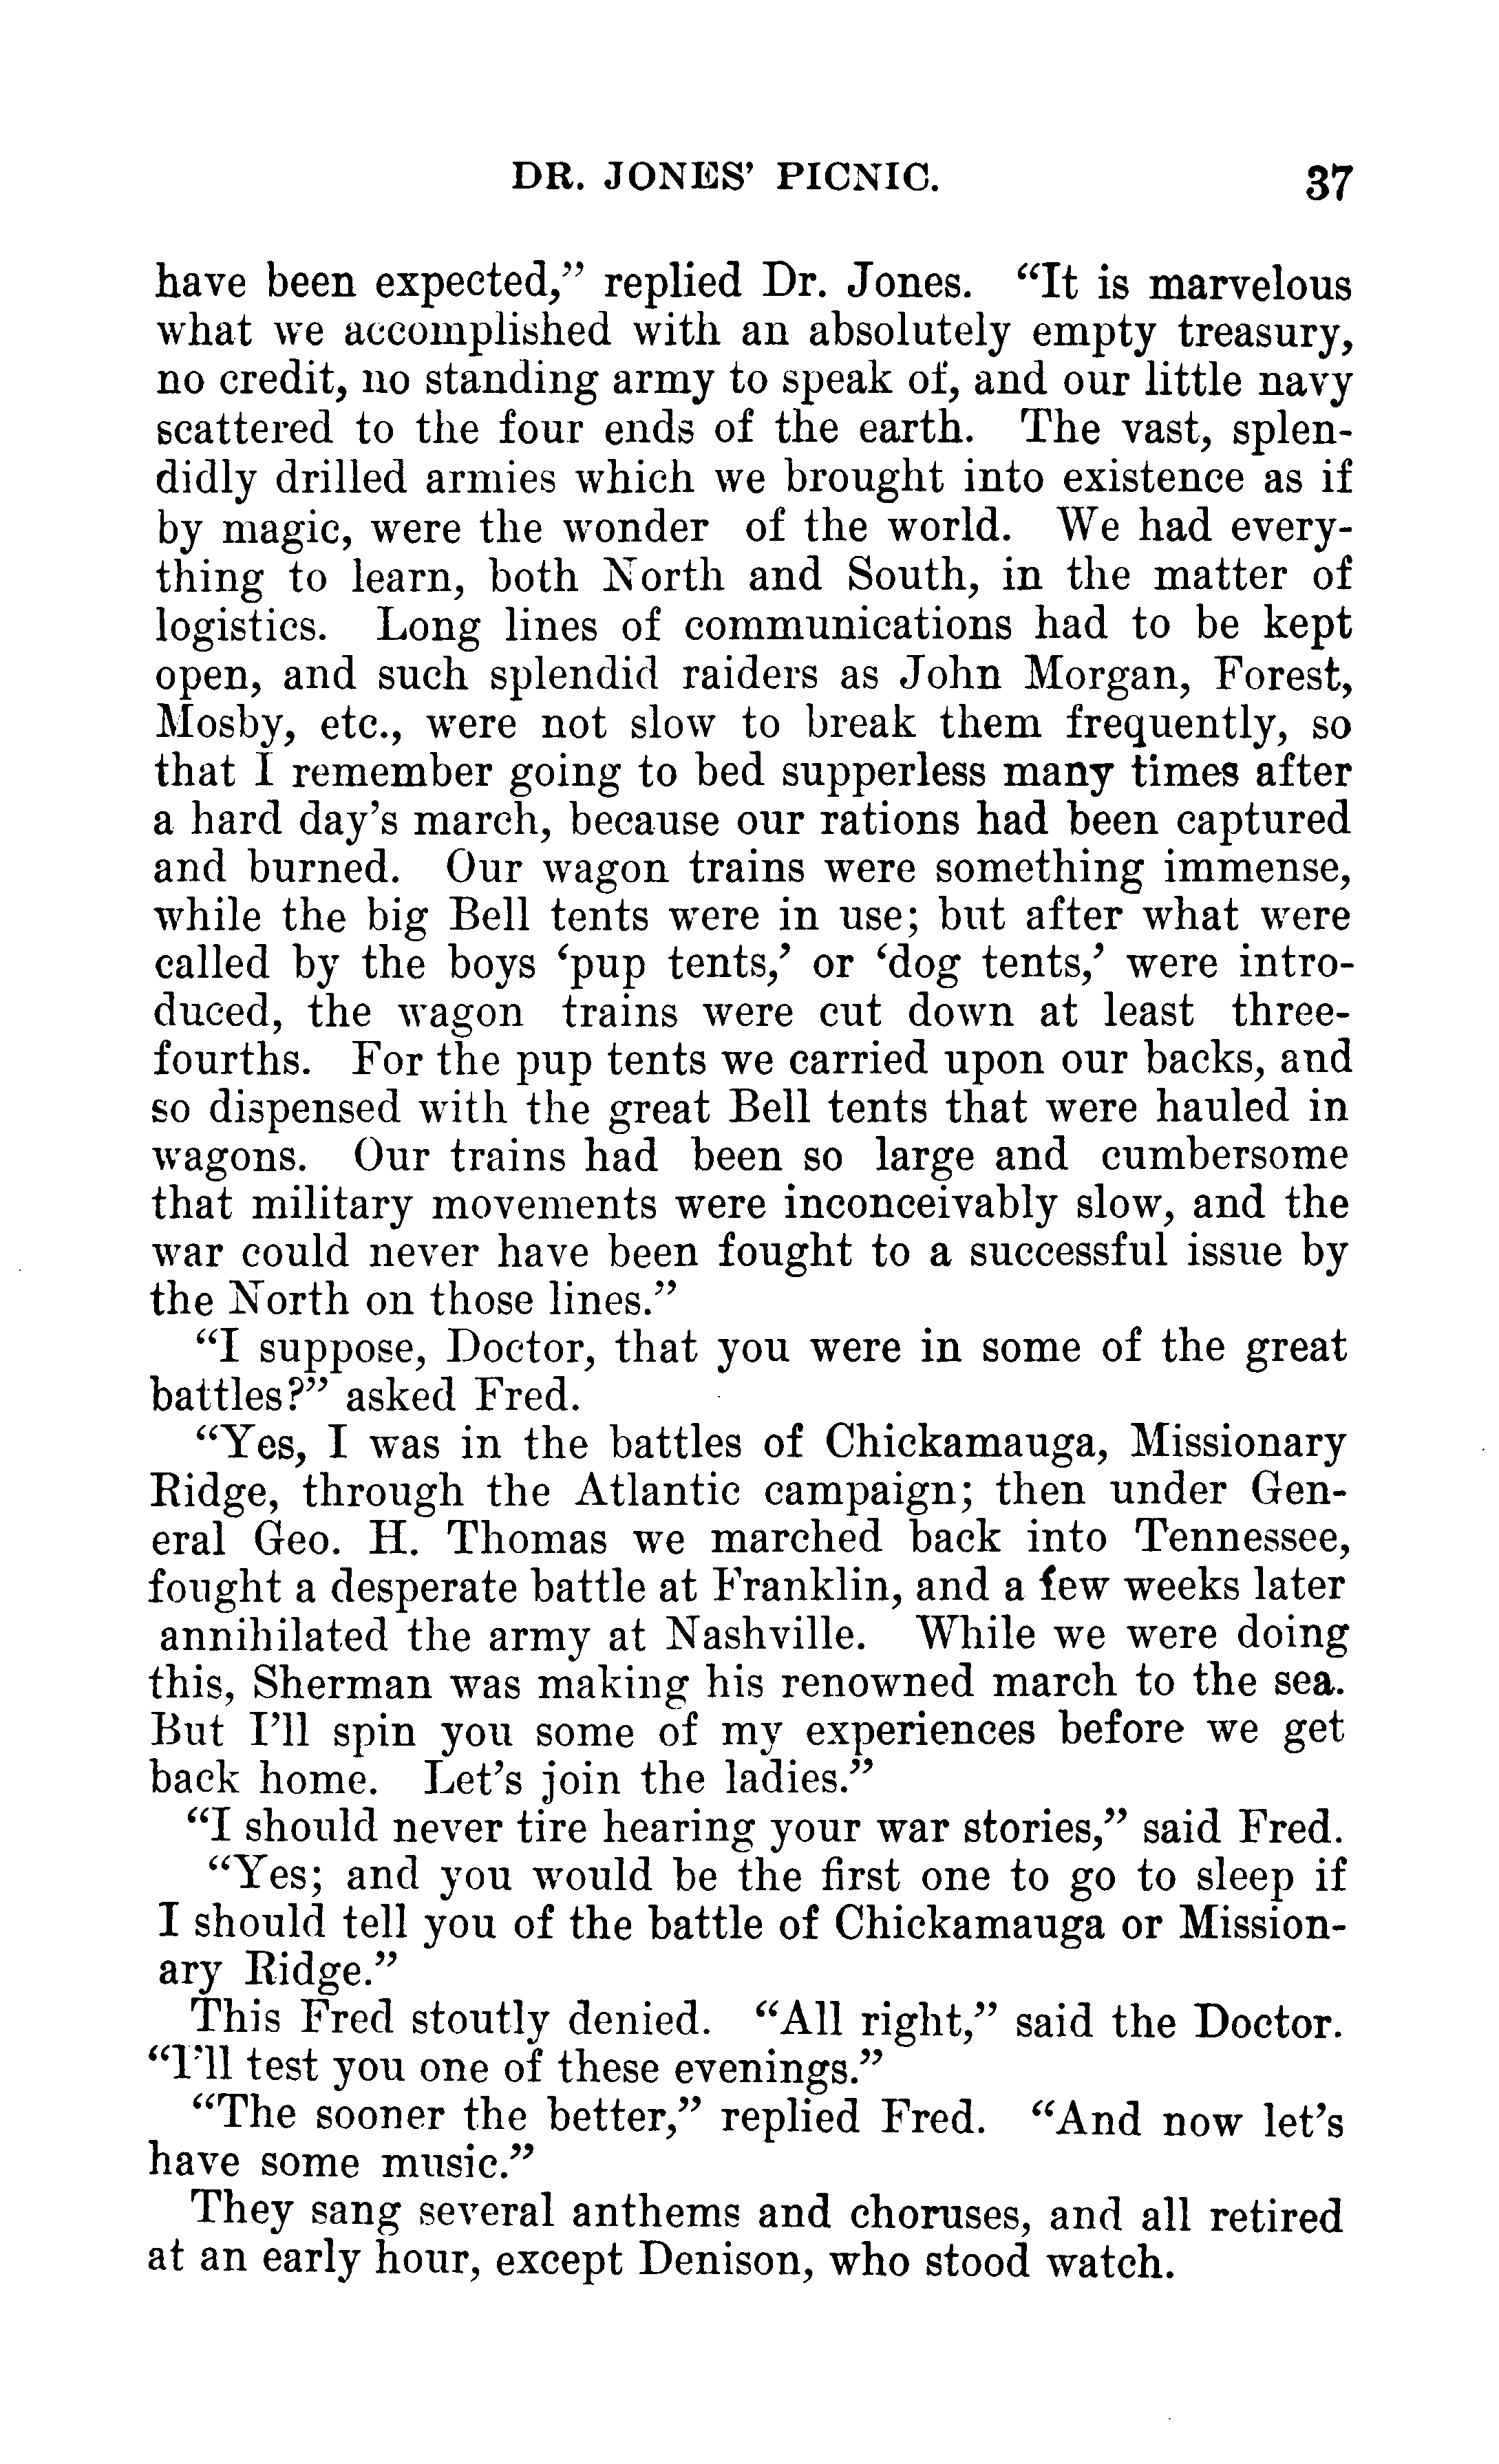 DR. JONES' PICNIC. 37
have been expected,” replied Dr. Jones. “It is marvelous
what we accomplished with an absolutely empty treasury,
no credit, no standing army to speak of, and our little navy
scattered to the four ends of the earth. The vast, splen-
didly drilled armies which we brought into existence as if
by magic, were the wonder of the world. We had every-
thing to learn, both North and South, in the matter of
logistics. Long lines of communications had to be kept
open, and such splendid raiders as John Morgan, Forest,
Mosby, etc., were not slow to break them frequently, so
that I remember going to bed supperless many times after
a hard day’s march, because our rations had been captured
and burned. Our wagon trains were something immense,
while the big Bell tents were in use; but after what were
called by the boys ‘pup tents,’ or ‘dog tents,’ were intro-
duced, the wagon trains were cut down at least three-
fourths. For the pup tents we carried upon our backs, and
so dispensed with the great Bell tents that were hauled in
wagons. Our trains had been so large and cumbersome
that military movements were inconceivably slow, and the
war could never have been fought to a successful issue by
the North on those lines.”
“I suppose, Doctor, that you were in some of the great
battles?” asked Fred.
“Yes, I was in the battles of Chickamauga, Missionary
Ridge, through the Atlantic campaign; then under Gen-
eral Geo. H. Thomas we marched back into Tennessee,
fought a desperate battle at Franklin, and a few weeks later
annihilated the army at Nashville. While we were doing
this, Sherman was making his renowned march to the sea.
But I’ll spin you some of my experiences before we get
back home. Let’s join the ladies.”
“I should never tire hearing your war stories,” said Fred.
“Yes; and you would be the first one to go to sleep if
I should tell you of the battle of Chickamauga or Mission-
ary Ridge.”
This Fred stoutly denied. “All right,” said the Doctor.
“I’ll test you one of these evenings.”
“The sooner the better,” replied Fred. “And now let’s
have some music.”
They sang several anthems and choruses, and all retired
at an early hour, except Denison, who stood watch.